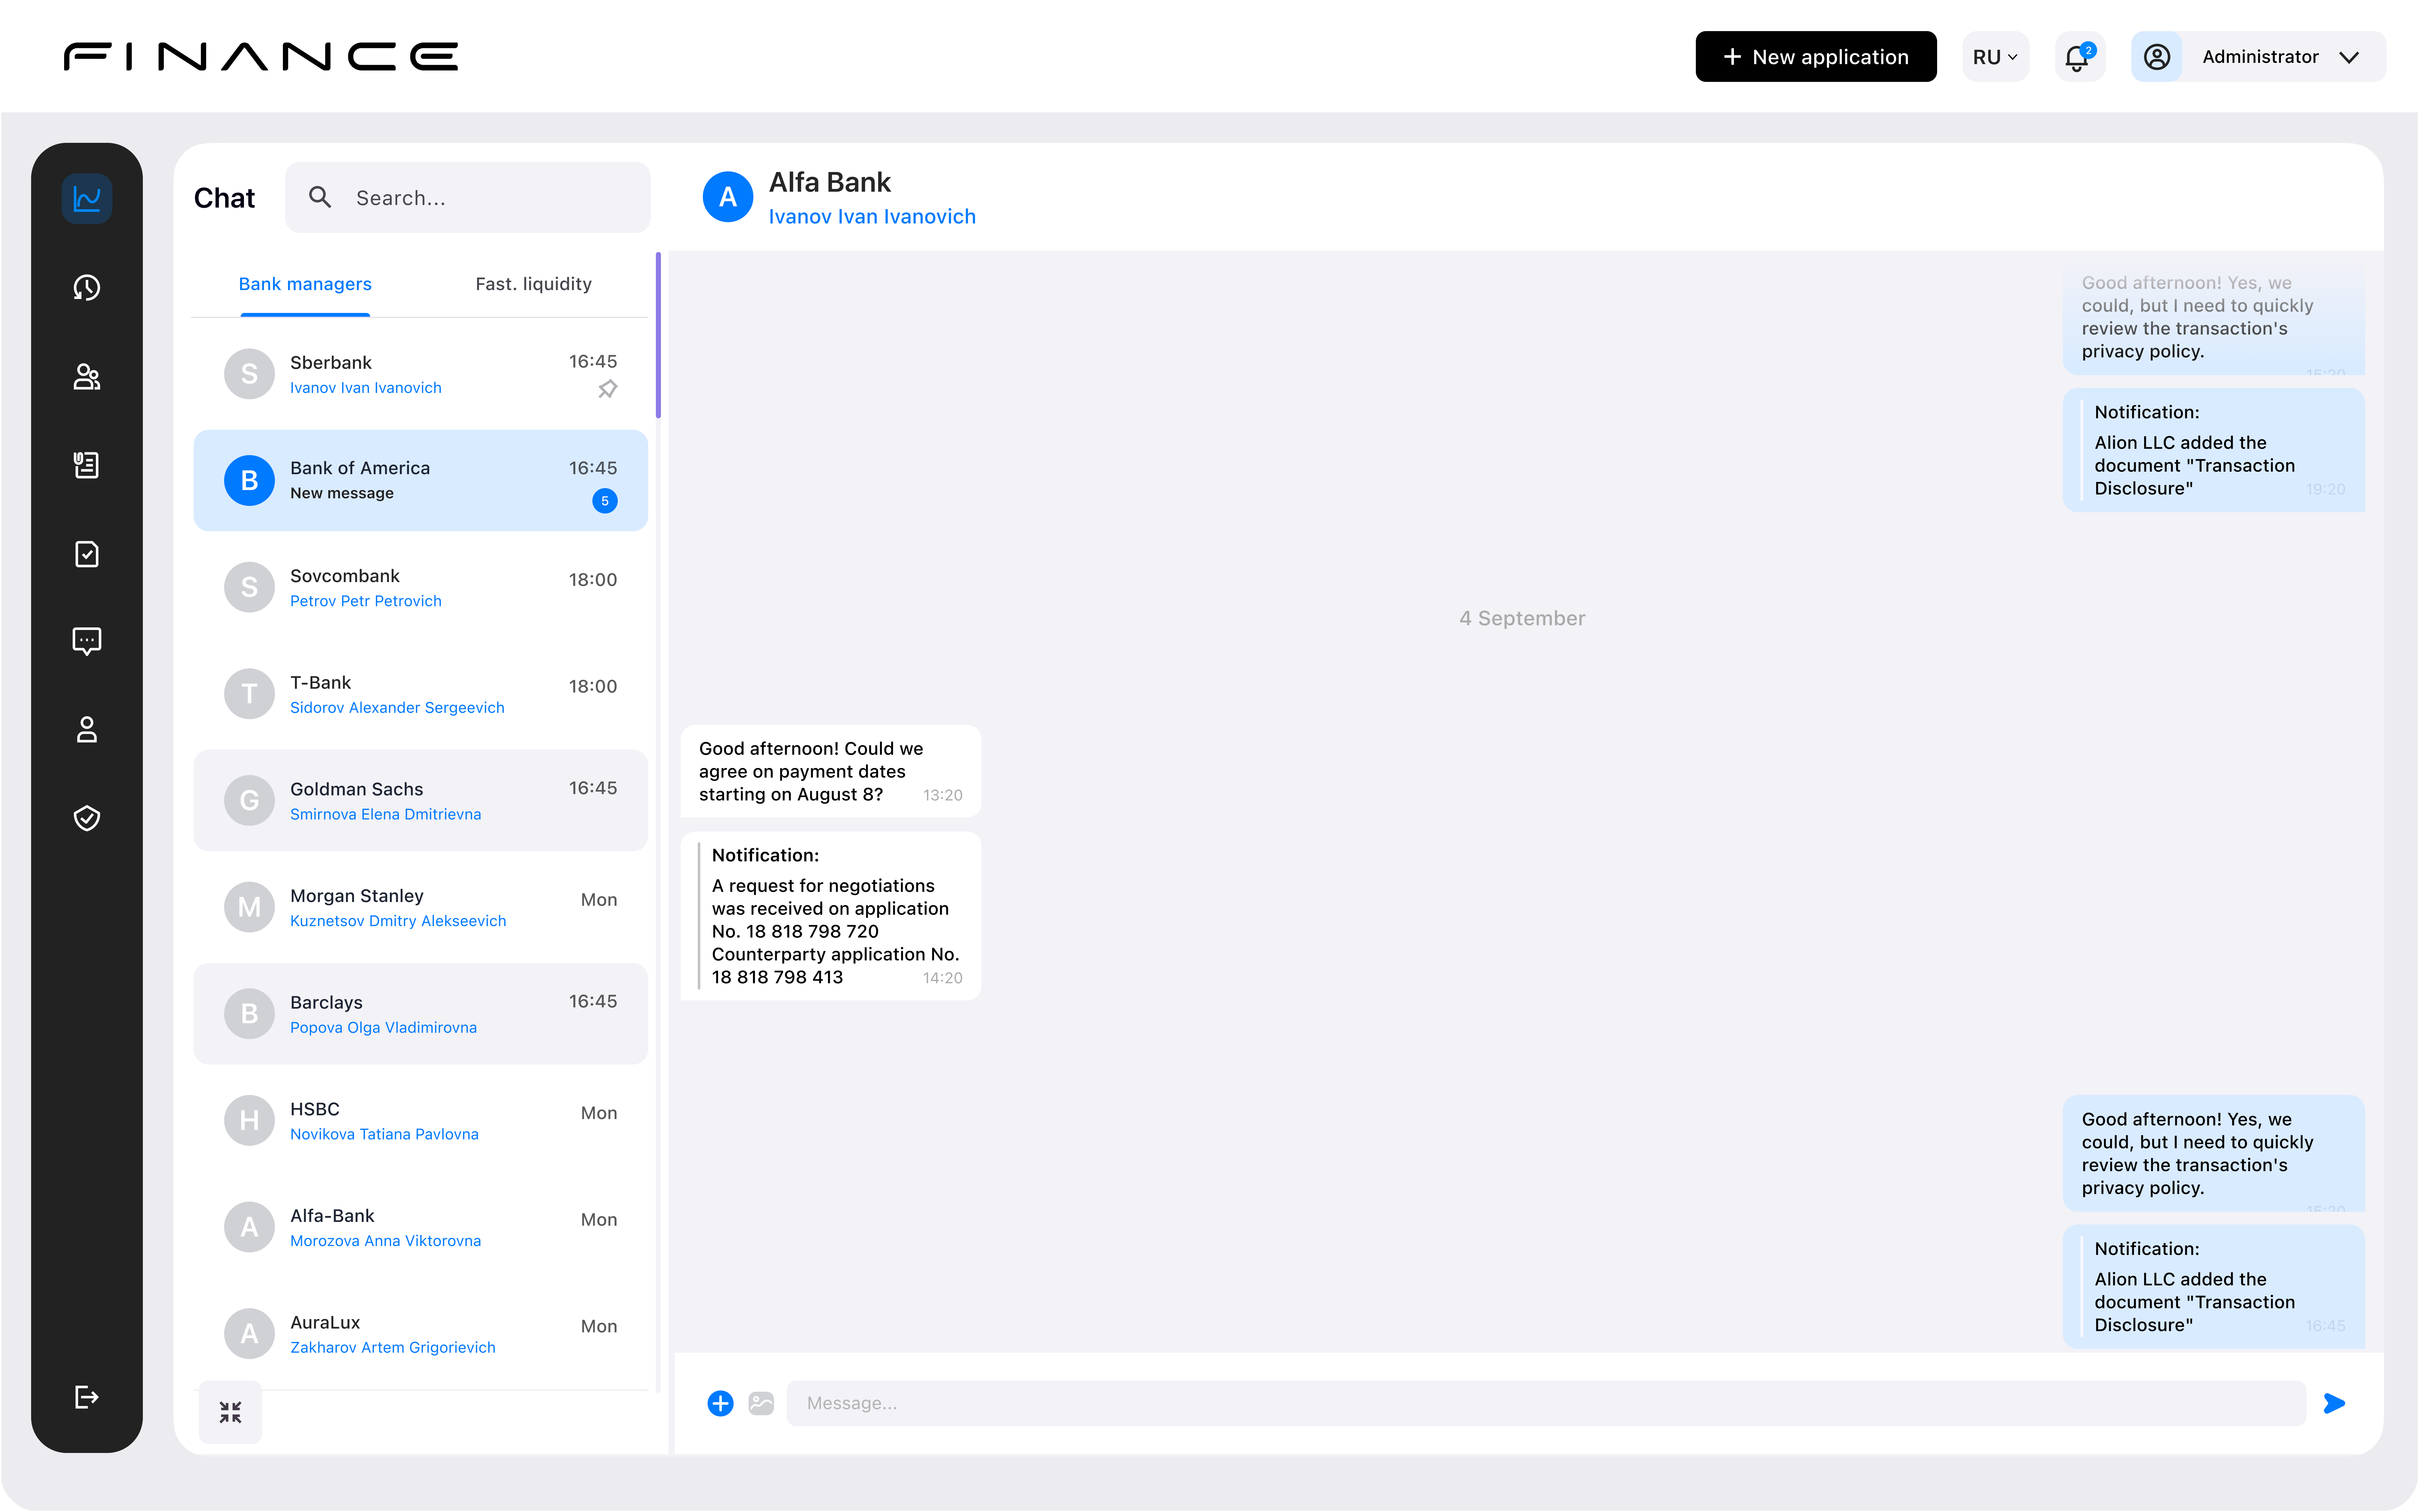 FINANCE
+ New application
RU
2
Administrator
Chat
Search...
Bank managers
Fast. liquidity
S
Sberbank
16:45
Ivanov Ivan Ivanovich
B
Bank of America
16:45
New message
5
S
Sovcombank
18:00
Petrov Petr Petrovich
T
T-Bank
18:00
Sidorov Alexander Sergeevich
G
Goldman Sachs
16:45
Smirnova Elena Dmitrievna
M
Morgan Stanley
Mon
Kuznetsov Dmitry Alekseevich
B
Barclays
16:45
Popova Olga Vladimirovna
H
HSBC
Mon
Novikova Tatiana Pavlovna
A
Alfa-Bank
Mon
Morozova Anna Viktorovna
A
AuraLux
Mon
Zakharov Artem Grigorievich
A
Alfa Bank
Ivanov Ivan Ivanovich
Good afternoon! Yes, we
could, but I need to quickly
review the transaction's
privacy policy.
15:20
Notification:
Alion LLC added the
document "Transaction
Disclosure"
19:20
4 September
Good afternoon! Could we
agree on payment dates
starting on August 8?
13:20
Notification:
A request for negotiations
was received on application
No. 18 818 798 720
Counterparty application No.
18 818 798 413
14:20
Good afternoon! Yes, we
could, but I need to quickly
review the transaction's
privacy policy.
15:20
Notification:
Alion LLC added the
document "Transaction
Disclosure"
16:45
Message...